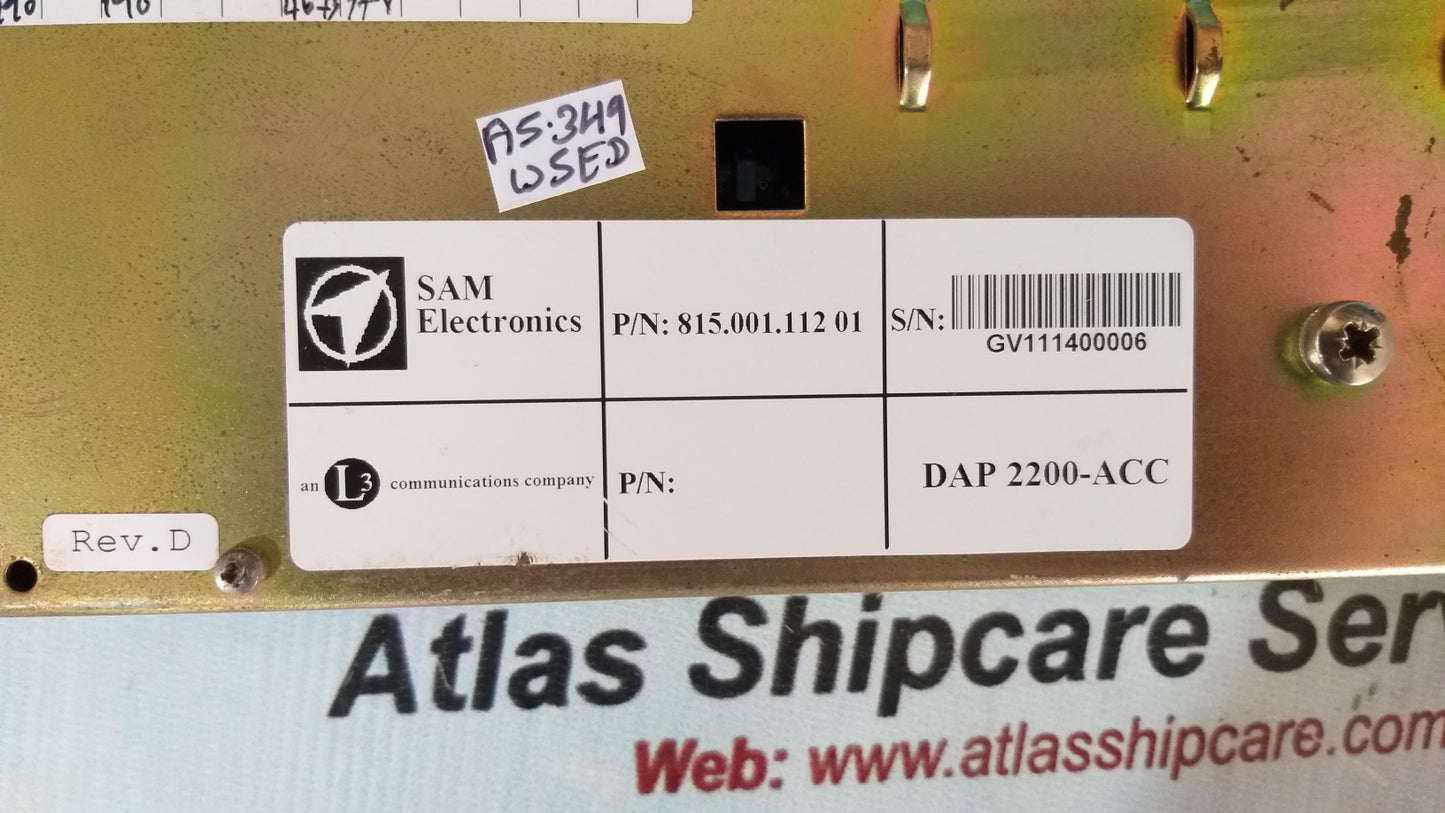 AS:349
WSED
SAM
Electronics
P/N: 815.001.112 01
S/N:
GV111400006
an L3 communications company
P/N:
DAP 2200-ACC
Rev.D
Atlas Shipcare Ser
Web: www.atlasshipcare.com